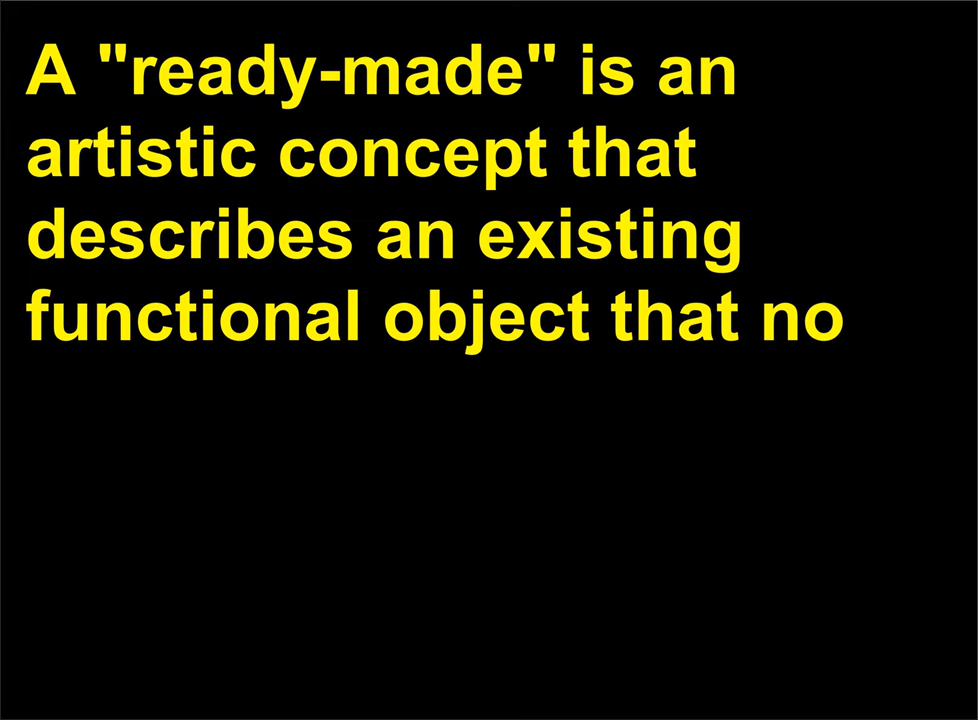 A "ready-made" is an
artistic concept that
describes an existing
functional object that no